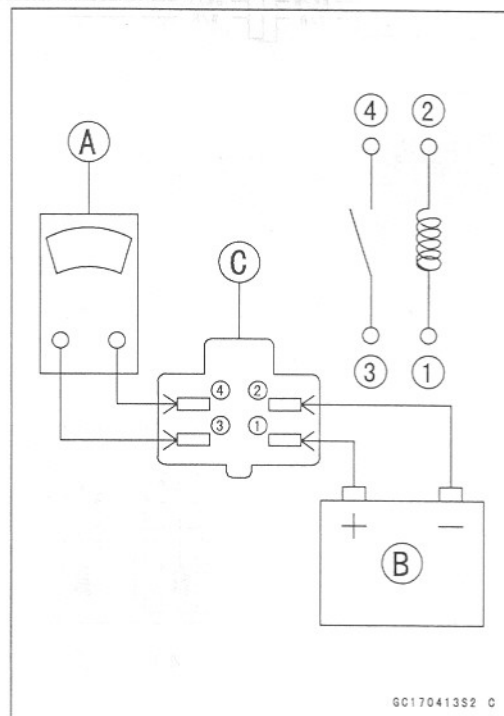 ④ ②
A
C
③ ①
④ ②
③ ①
+ −
B
GC170413S2 C